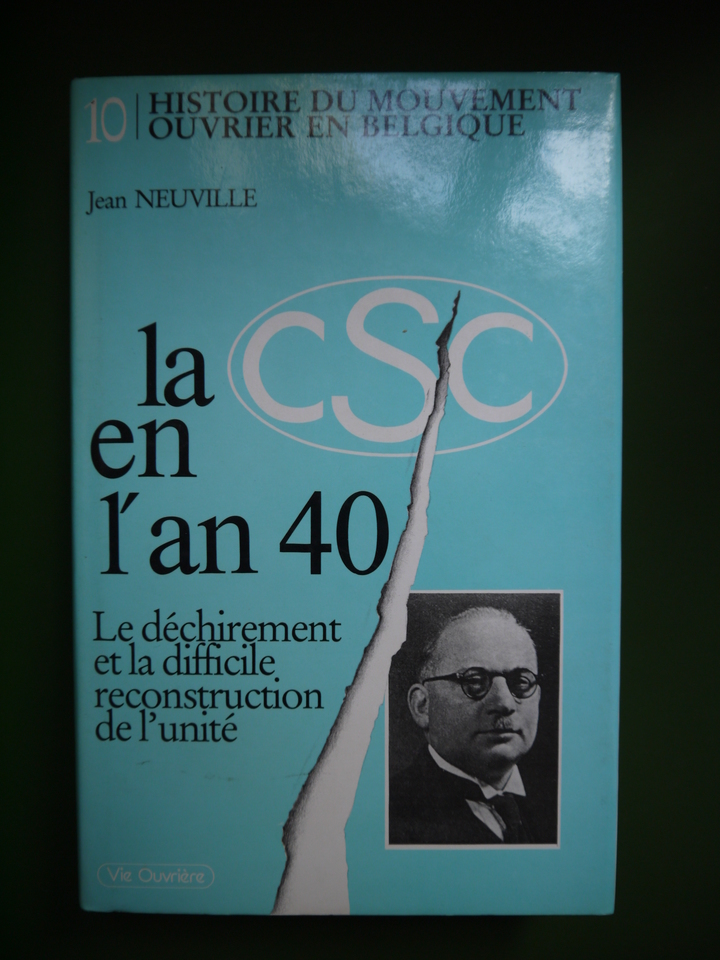 10 HISTOIRE DU MOUVEMENT
OUVRIER EN BELGIQUE
Jean NEUVILLE
la CSC
en
l'an 40
Le déchirement
et la difficile
reconstruction
de l'unité
Vie Ouvrière